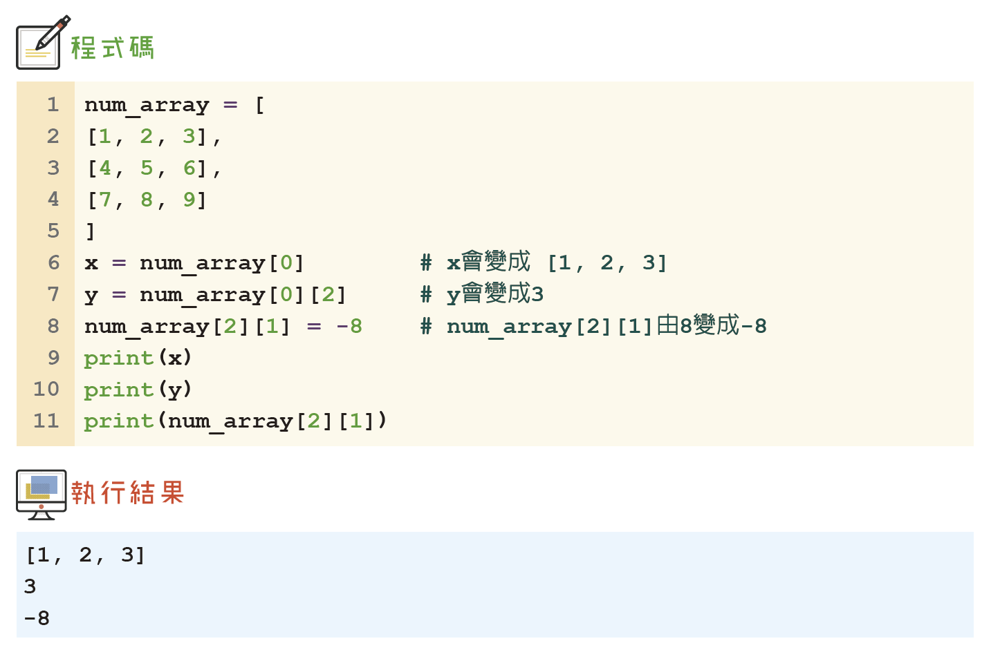 程式碼
1 num_array = [
2 [1, 2, 3],
3 [4, 5, 6],
4 [7, 8, 9]
5 ]
6 x = num_array[0] # x會變成 [1, 2, 3]
7 y = num_array[0][2] # y會變成3
8 num_array[2][1] = -8 # num_array[2][1]由8變成-8
9 print(x)
10 print(y)
11 print(num_array[2][1])
執行結果
[1, 2, 3]
3
-8